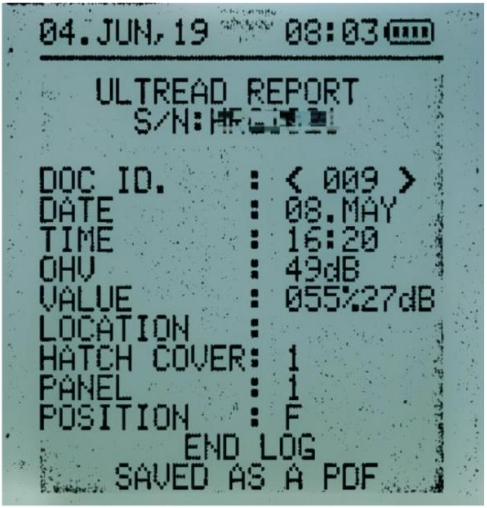 04.JUN,19 08:03
ULTREAD REPORT
S/N:
DOC ID. : < 009 >
DATE : 08.MAY
TIME : 16:20
OHV : 49dB
VALUE : 055%27dB
LOCATION :
HATCH COVER: 1
PANEL : 1
POSITION : F
END LOG
SAVED AS A PDF